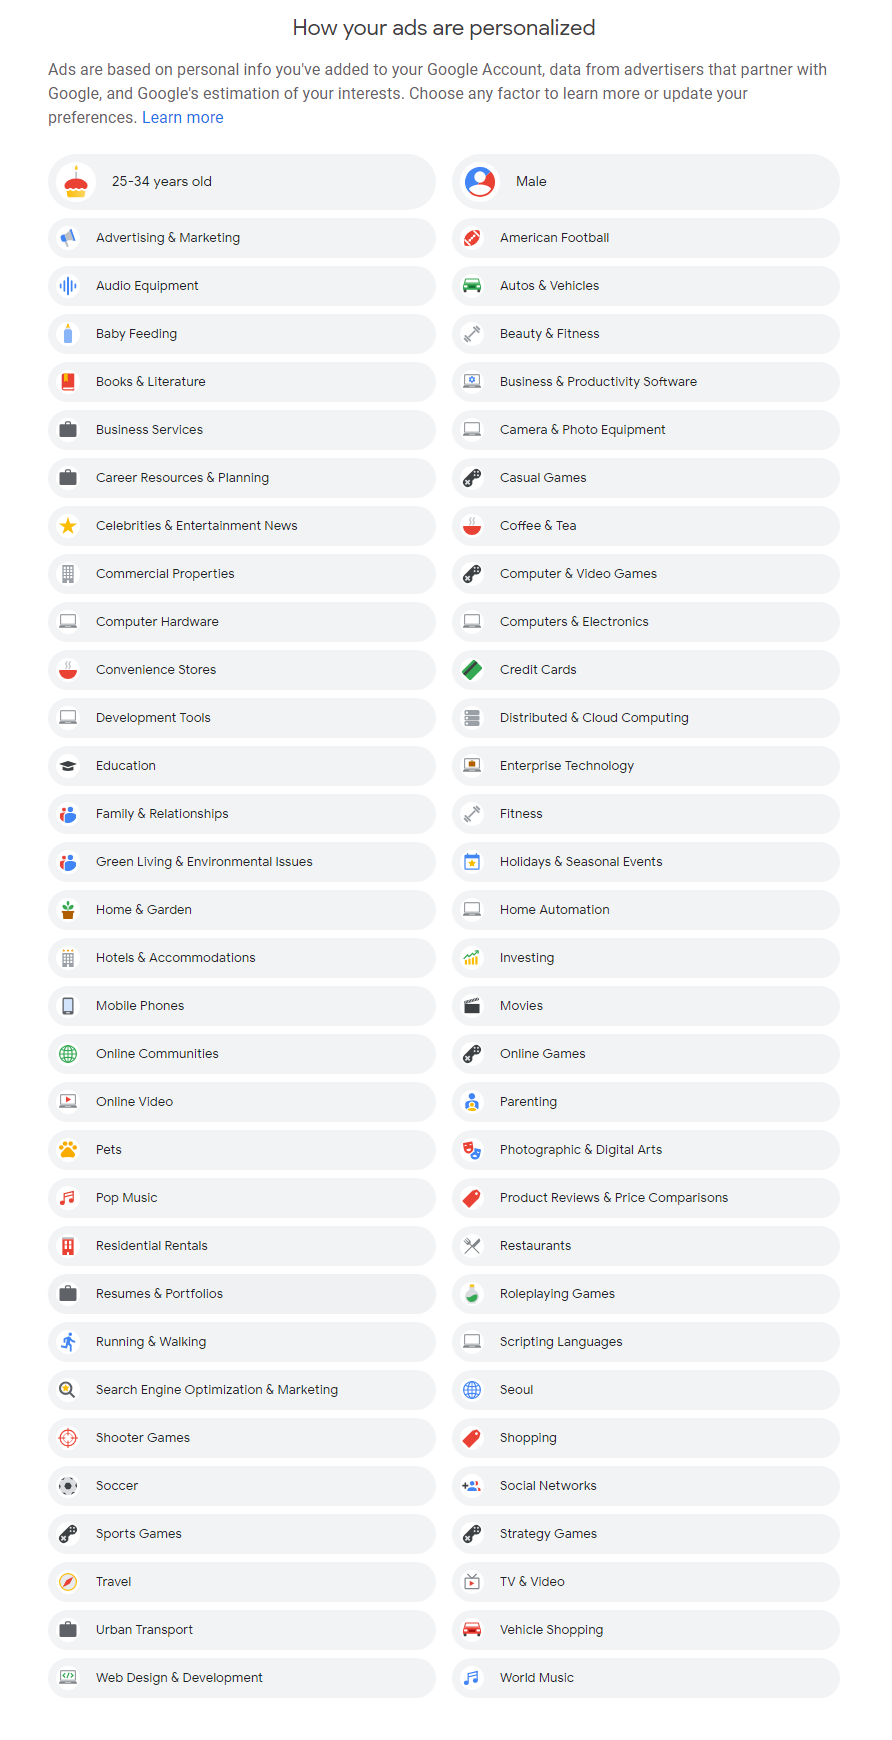 How your ads are personalized
Ads are based on personal info you've added to your Google Account, data from advertisers that partner with
Google, and Google's estimation of your interests. Choose any factor to learn more or update your
preferences. Learn more
25-34 years old
Male
Advertising & Marketing
American Football
Audio Equipment
Autos & Vehicles
Baby Feeding
Beauty & Fitness
Books & Literature
Business & Productivity Software
Business Services
Camera & Photo Equipment
Career Resources & Planning
Casual Games
Celebrities & Entertainment News
Coffee & Tea
Commercial Properties
Computer & Video Games
Computer Hardware
Computers & Electronics
Convenience Stores
Credit Cards
Development Tools
Distributed & Cloud Computing
Education
Enterprise Technology
Family & Relationships
Fitness
Green Living & Environmental Issues
Holidays & Seasonal Events
Home & Garden
Home Automation
Hotels & Accommodations
Investing
Mobile Phones
Movies
Online Communities
Online Games
Online Video
Parenting
Pets
Photographic & Digital Arts
Pop Music
Product Reviews & Price Comparisons
Residential Rentals
Restaurants
Resumes & Portfolios
Roleplaying Games
Running & Walking
Scripting Languages
Search Engine Optimization & Marketing
Seoul
Shooter Games
Shopping
Soccer
Social Networks
Sports Games
Strategy Games
Travel
TV & Video
Urban Transport
Vehicle Shopping
Web Design & Development
World Music